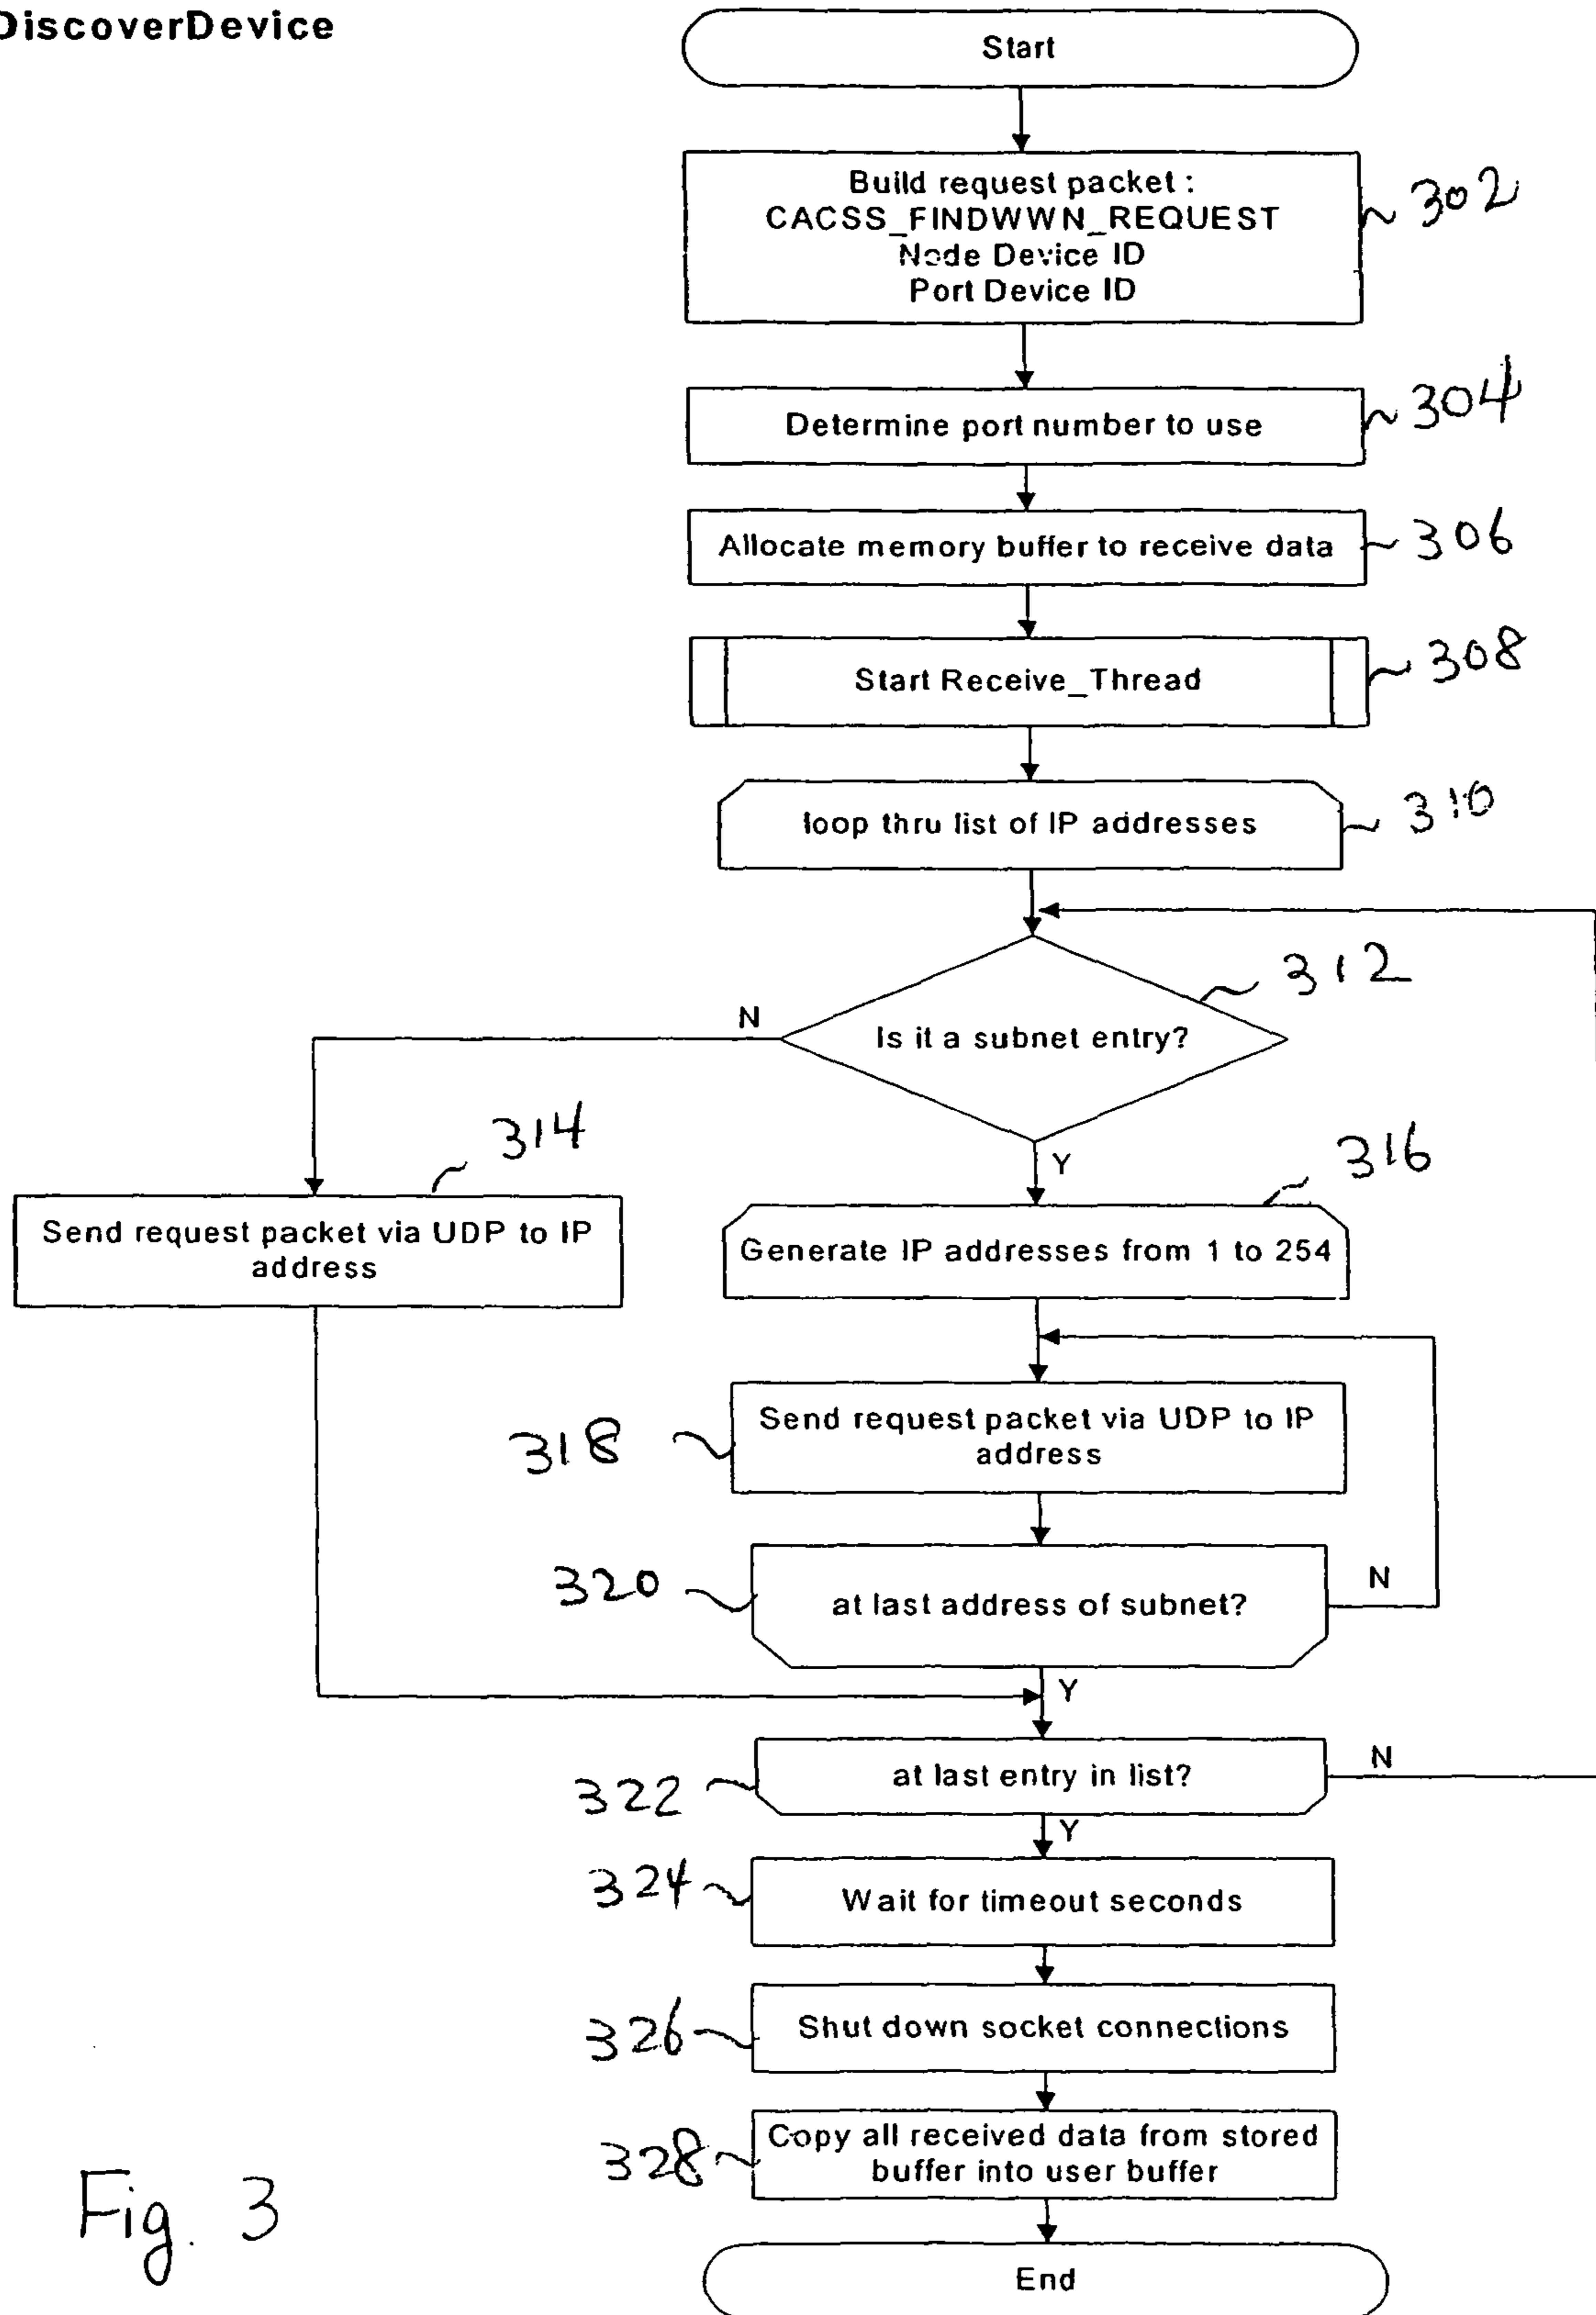 DiscoverDevice
Start
Build request packet :
CACSS_FINDWWN_REQUEST
Node Device ID
Port Device ID
302
Determine port number to use
304
Allocate memory buffer to receive data
306
Start Receive_Thread
308
loop thru list of IP addresses
310
312
Is it a subnet entry?
N
Y
314
Send request packet via UDP to IP
address
316
Generate IP addresses from 1 to 254
318
Send request packet via UDP to IP
address
320
at last address of subnet?
N
Y
322
at last entry in list?
N
Y
324
Wait for timeout seconds
326
Shut down socket connections
328
Copy all received data from stored
buffer into user buffer
End
Fig. 3